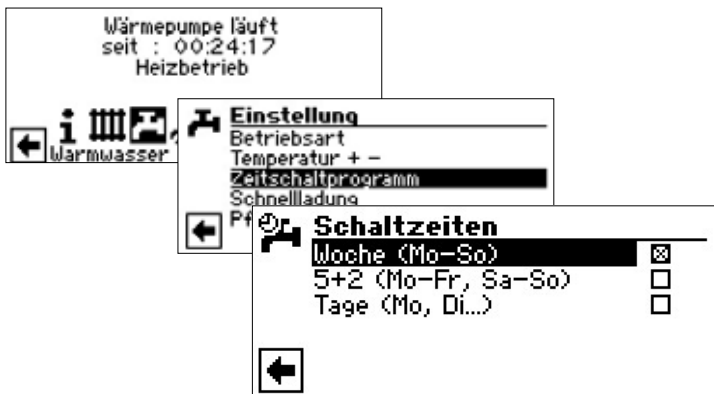 Wärmepumpe läuft
seit : 00:24:17
Heizbetrieb
Warmwasser
Einstellung
Betriebsart
Temperatur + -
Zeitschaltprogramm
Schnellladung
Schaltzeiten
Woche (Mo-So)
5+2 (Mo-Fr, Sa-So)
Tage (Mo, Di...)